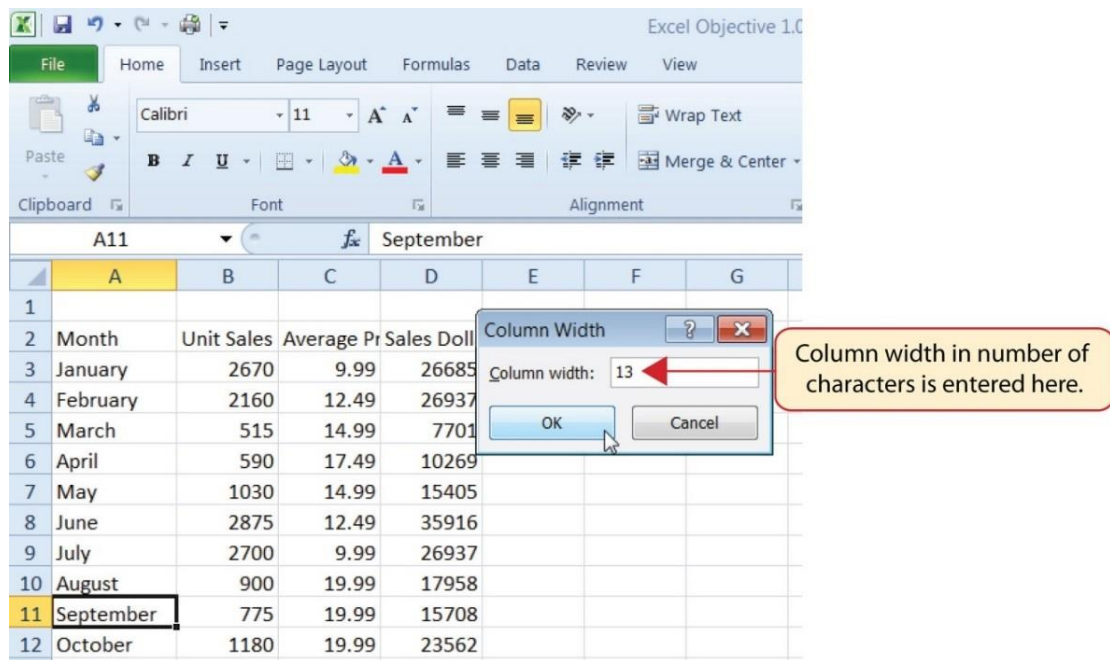 Excel Objective 1.0
File Home Insert Page Layout Formulas Data Review View
Calibri 11 A A Wrap Text
Paste B I U A Merge & Center
Clipboard Font Alignment
A11 fx September
A B C D E F G
1
2 Month Unit Sales Average Pr Sales Doll
3 January 2670 9.99 26685
4 February 2160 12.49 26937
5 March 515 14.99 7701
6 April 590 17.49 10269
7 May 1030 14.99 15405
8 June 2875 12.49 35916
9 July 2700 9.99 26937
10 August 900 19.99 17958
11 September 775 19.99 15708
12 October 1180 19.99 23562
Column Width ?
Column width: 13
OK Cancel
Column width in number of
characters is entered here.